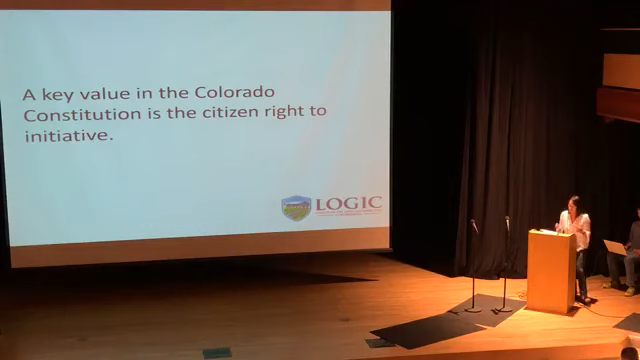 A key value in the Colorado
Constitution is the citizen right to
initiative.
LOGIC